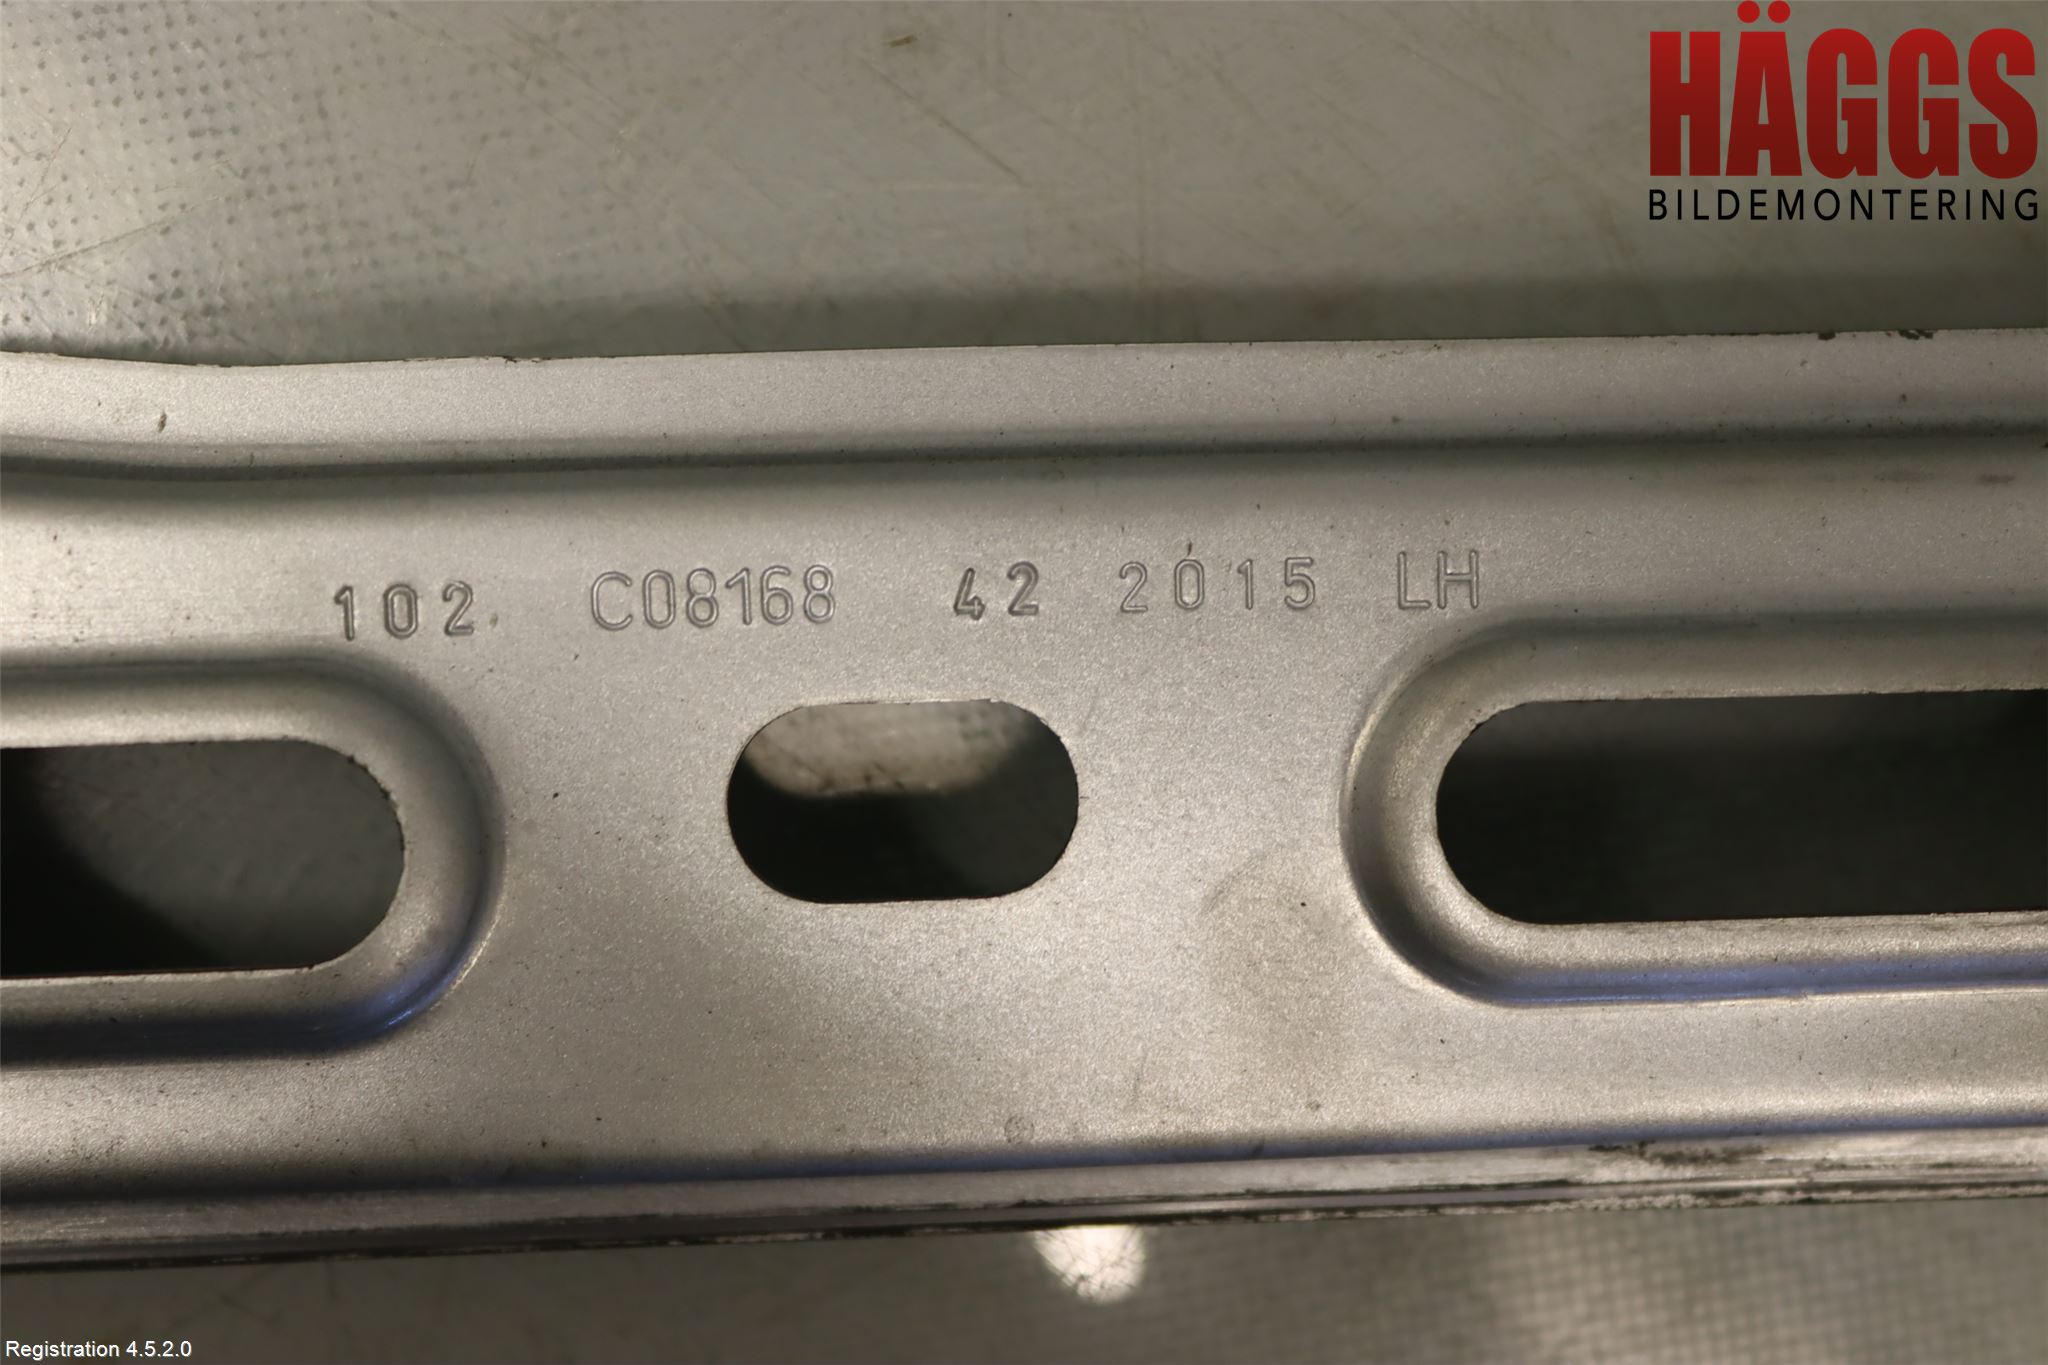 HÄGGS
BILDEMONTERING
102 C08168 42 2015 LH
Registration 4.5.2.0